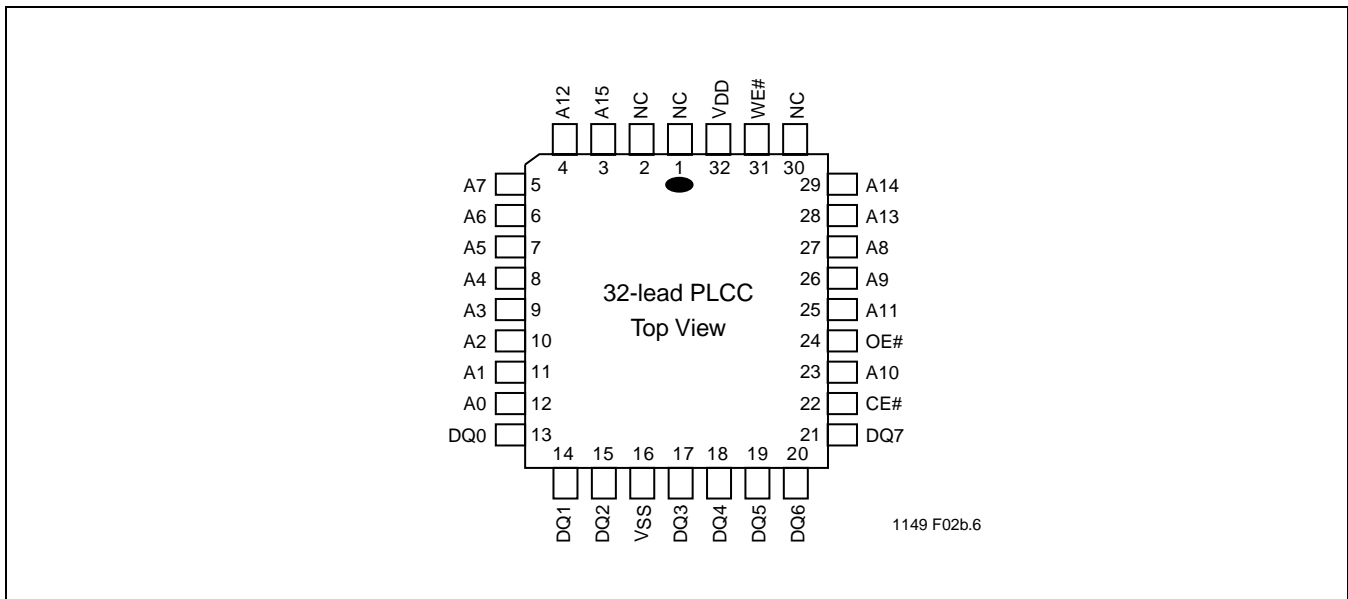 A12 A15 NC NC VDD WE# NC
4 3 2 1 32 31 30
A7 5 29 A14
A6 6 28 A13
A5 7 27 A8
A4 8 26 A9
A3 9 25 A11
32-lead PLCC
Top View
A2 10 24 OE#
A1 11 23 A10
A0 12 22 CE#
DQ0 13 21 DQ7
14 15 16 17 18 19 20
DQ1 DQ2 VSS DQ3 DQ4 DQ5 DQ6
1149 F02b.6